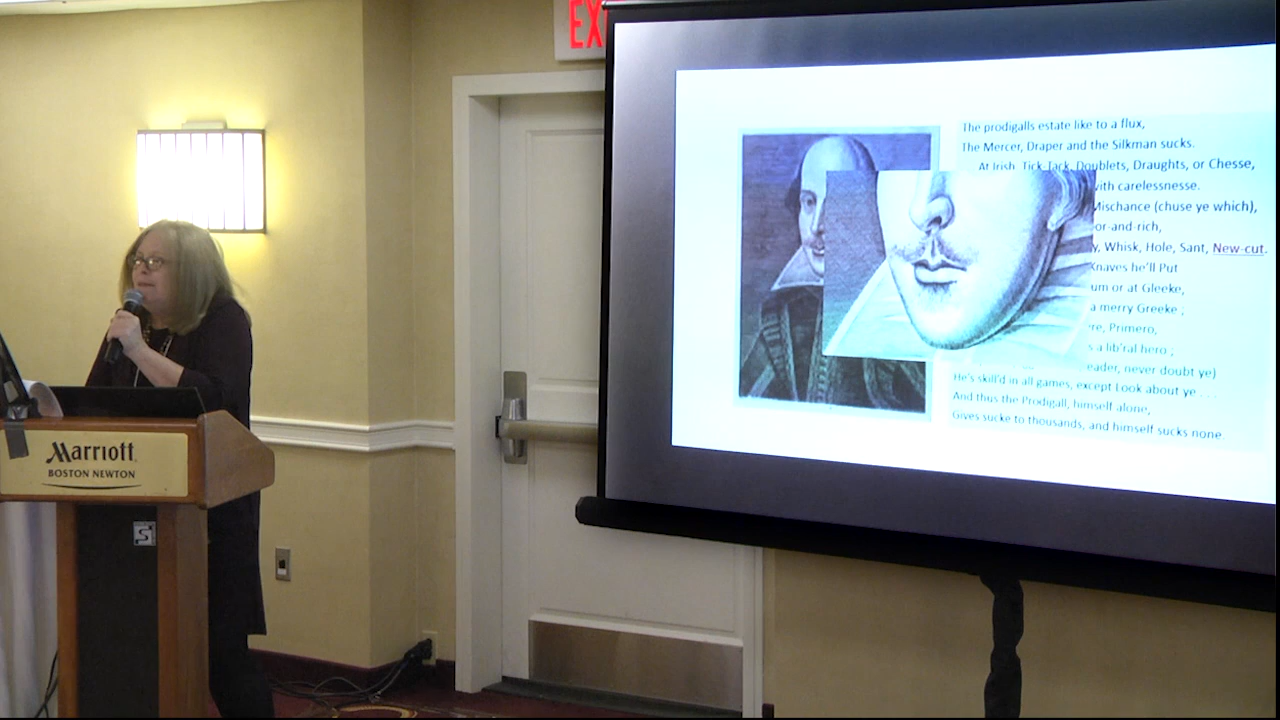 EX
Marriott
BOSTON NEWTON
The prodigalls estate like to a flux,
The Mercer, Draper and the Silkman sucks.
At Irish, Tick-Tack, Doublets, Draughts, or Chesse,
with carelessnesse.
Mischance (chuse ye which),
or-and-rich,
Whisk, Hole, Sant, New-cut.
Knaves he'll Put
um or at Gleeke,
a merry Greeke ;
Primero,
a lib'ral hero ;
eader, never doubt ye)
He's skill'd in all games, except Look about ye . . .
And thus the Prodigall, himself alone,
Gives sucke to thousands, and himself sucks none.